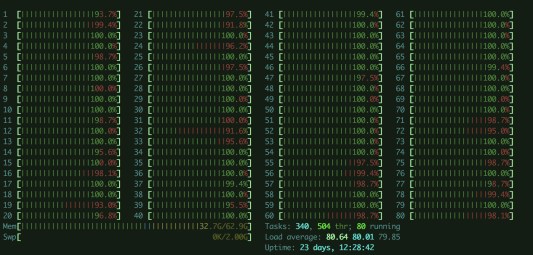 1 [93.7%] 21 [97.5%] 41 [99.4%] 61 [100.0%]
2 [99.4%] 22 [91.8%] 42 [100.0%] 62 [100.0%]
3 [100.0%] 23 [100.0%] 43 [100.0%] 63 [100.0%]
4 [100.0%] 24 [96.2%] 44 [100.0%] 64 [100.0%]
5 [98.7%] 25 [100.0%] 45 [100.0%] 65 [100.0%]
6 [100.0%] 26 [97.5%] 46 [100.0%] 66 [99.4%]
7 [100.0%] 27 [100.0%] 47 [97.5%] 67 [100.0%]
8 [100.0%] 28 [100.0%] 48 [100.0%] 68 [100.0%]
9 [100.0%] 29 [100.0%] 49 [100.0%] 69 [100.0%]
10 [100.0%] 30 [100.0%] 50 [100.0%] 70 [100.0%]
11 [98.7%] 31 [100.0%] 51 [100.0%] 71 [98.7%]
12 [100.0%] 32 [91.6%] 52 [100.0%] 72 [95.0%]
13 [100.0%] 33 [95.6%] 53 [100.0%] 73 [100.0%]
14 [95.6%] 34 [100.0%] 54 [100.0%] 74 [100.0%]
15 [100.0%] 35 [100.0%] 55 [97.5%] 75 [98.7%]
16 [98.1%] 36 [100.0%] 56 [99.4%] 76 [100.0%]
17 [100.0%] 37 [99.4%] 57 [98.7%] 77 [98.7%]
18 [100.0%] 38 [100.0%] 58 [100.0%] 78 [99.4%]
19 [93.0%] 39 [95.5%] 59 [100.0%] 79 [100.0%]
20 [96.8%] 40 [100.0%] 60 [98.7%] 80 [98.1%]
Mem[32.7G/62.9G] Tasks: 340, 504 thr; 80 running
Swp[0K/2.00G] Load average: 80.64 80.01 79.85
Uptime: 23 days, 12:28:42